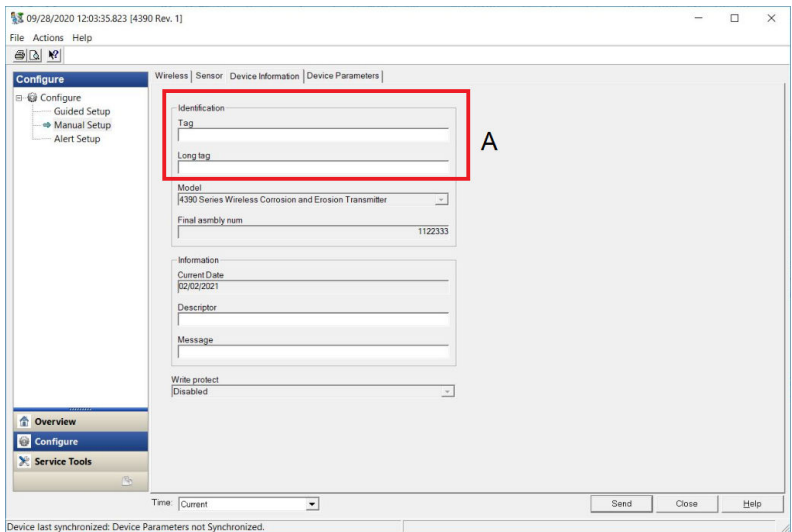 09/28/2020 12:03:35.823 [4390 Rev. 1]
File Actions Help
Configure
Configure
Guided Setup
Manual Setup
Alert Setup
Overview
Configure
Service Tools
Wireless Sensor Device Information Device Parameters
Identification
Tag
Long tag
A
Model
4390 Series Wireless Corrosion and Erosion Transmitter
Final asmbly num
1122333
Information
Current Date
02/02/2021
Descriptor
Message
Write protect
Disabled
Time: Current
Send Close Help
Device last synchronized: Device Parameters not Synchronized.